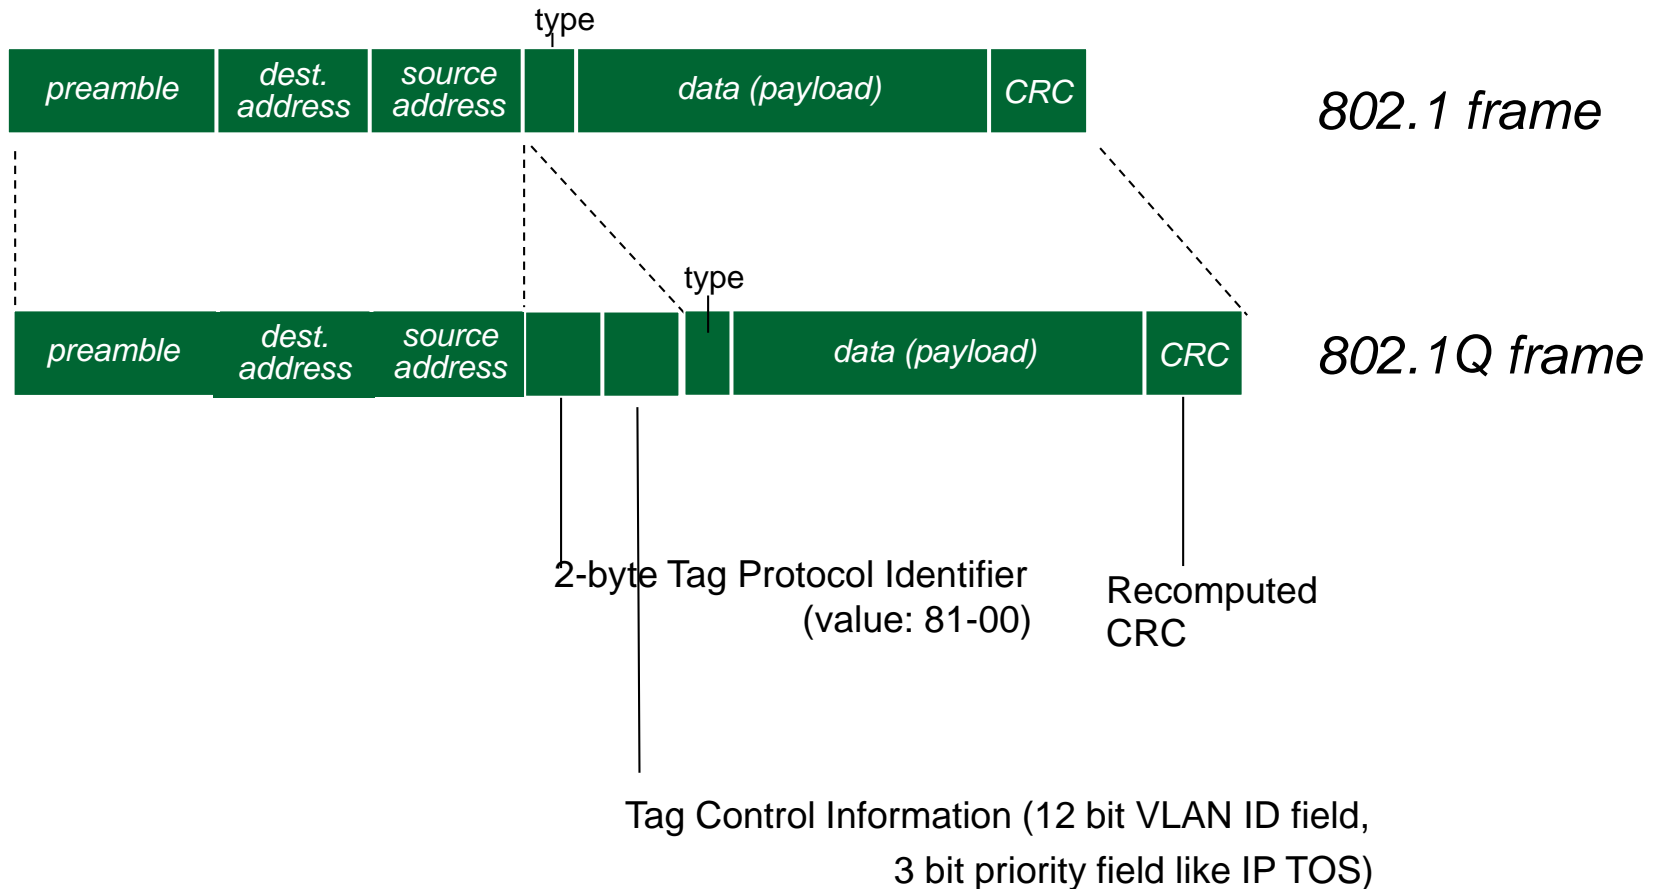 type
preamble
dest.
address
source
address
data (payload)
CRC
802.1 frame
type
preamble
dest.
address
source
address
data (payload)
CRC
802.1Q frame
2-byte Tag Protocol Identifier
(value: 81-00)
Recomputed
CRC
Tag Control Information (12 bit VLAN ID field,
3 bit priority field like IP TOS)